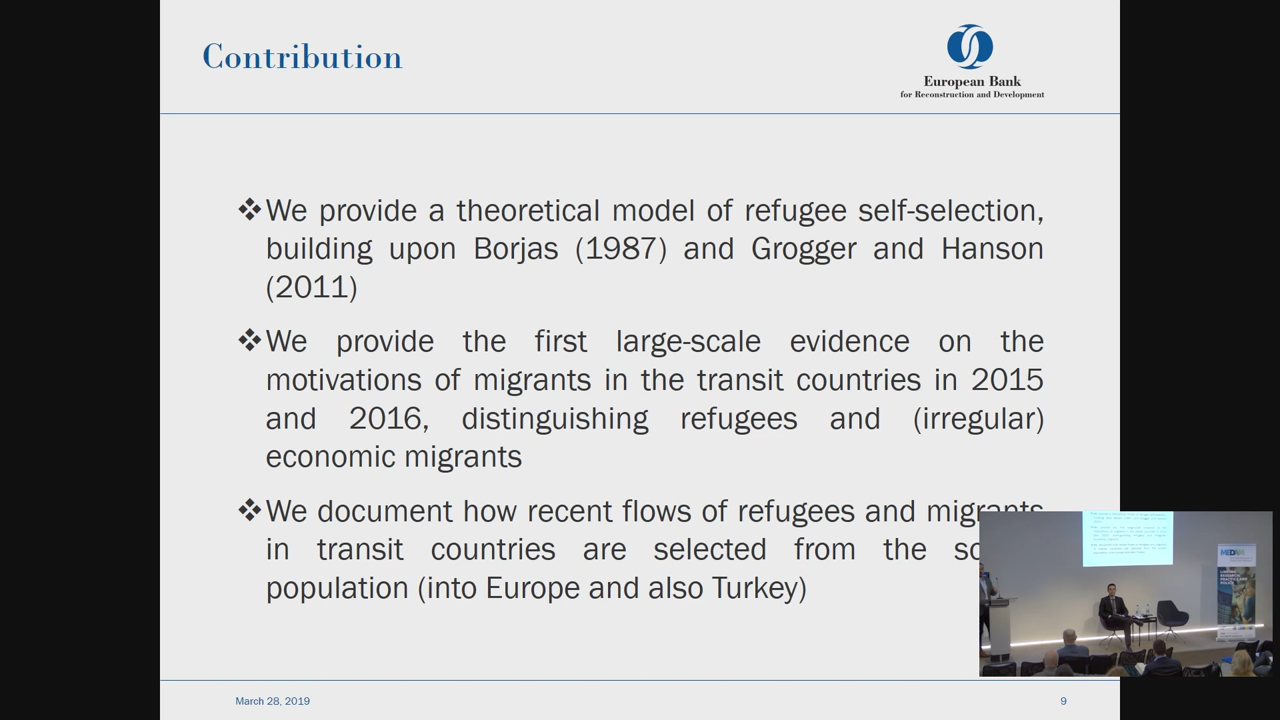 Contribution
European Bank
for Reconstruction and Development
❖We provide a theoretical model of refugee self-selection,
building upon Borjas (1987) and Grogger and Hanson
(2011)
❖We provide the first large-scale evidence on the
motivations of migrants in the transit countries in 2015
and 2016, distinguishing refugees and (irregular)
economic migrants
❖We document how recent flows of refugees and migrants
in transit countries are selected from the
population (into Europe and also Turkey)
March 28, 2019
9
MEDAM